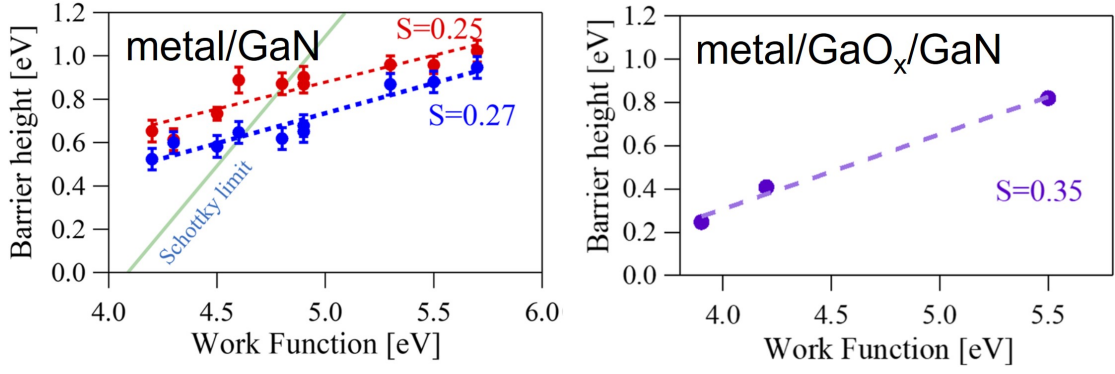 metal/GaN
S=0.25
S=0.27
Schottky limit
Barrier height [eV]
1.2
1.0
0.8
0.6
0.4
0.2
0.0
4.0 4.5 5.0 5.5 6.0
Work Function [eV]
metal/GaOx/GaN
S=0.35
Barrier height [eV]
1.2
1.0
0.8
0.6
0.4
0.2
0.0
4.0 4.5 5.0 5.5
Work Function [eV]